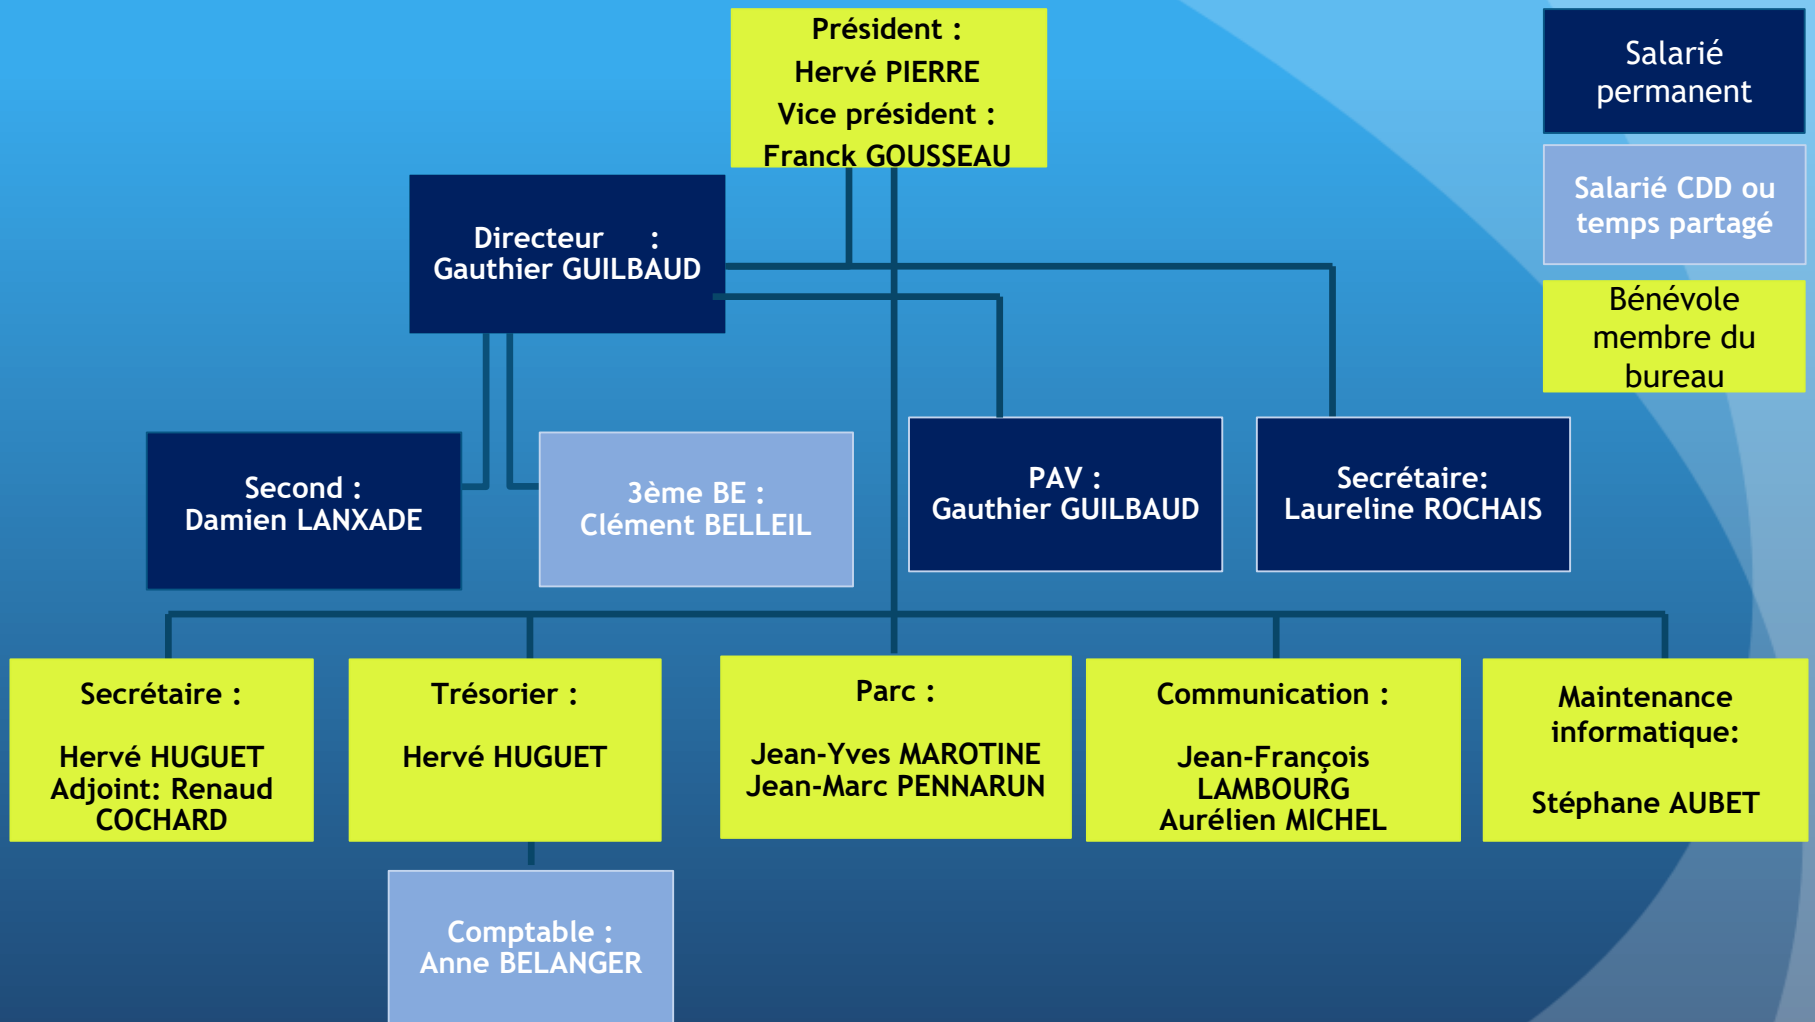 Président :
Hervé PIERRE
Vice président :
Franck GOUSSEAU
Salarié
permanent
Salarié CDD ou
temps partagé
Bénévole
membre du
bureau
Directeur :
Gauthier GUILBAUD
Second :
Damien LANXADE
3ème BE :
Clément BELLEIL
PAV :
Gauthier GUILBAUD
Secrétaire:
Laureline ROCHAIS
Secrétaire :
Hervé HUGUET
Adjoint: Renaud
COCHARD
Trésorier :
Hervé HUGUET
Parc :
Jean-Yves MAROTINE
Jean-Marc PENNARUN
Communication :
Jean-François
LAMBOURG
Aurélien MICHEL
Maintenance
informatique:
Stéphane AUBET
Comptable :
Anne BELANGER